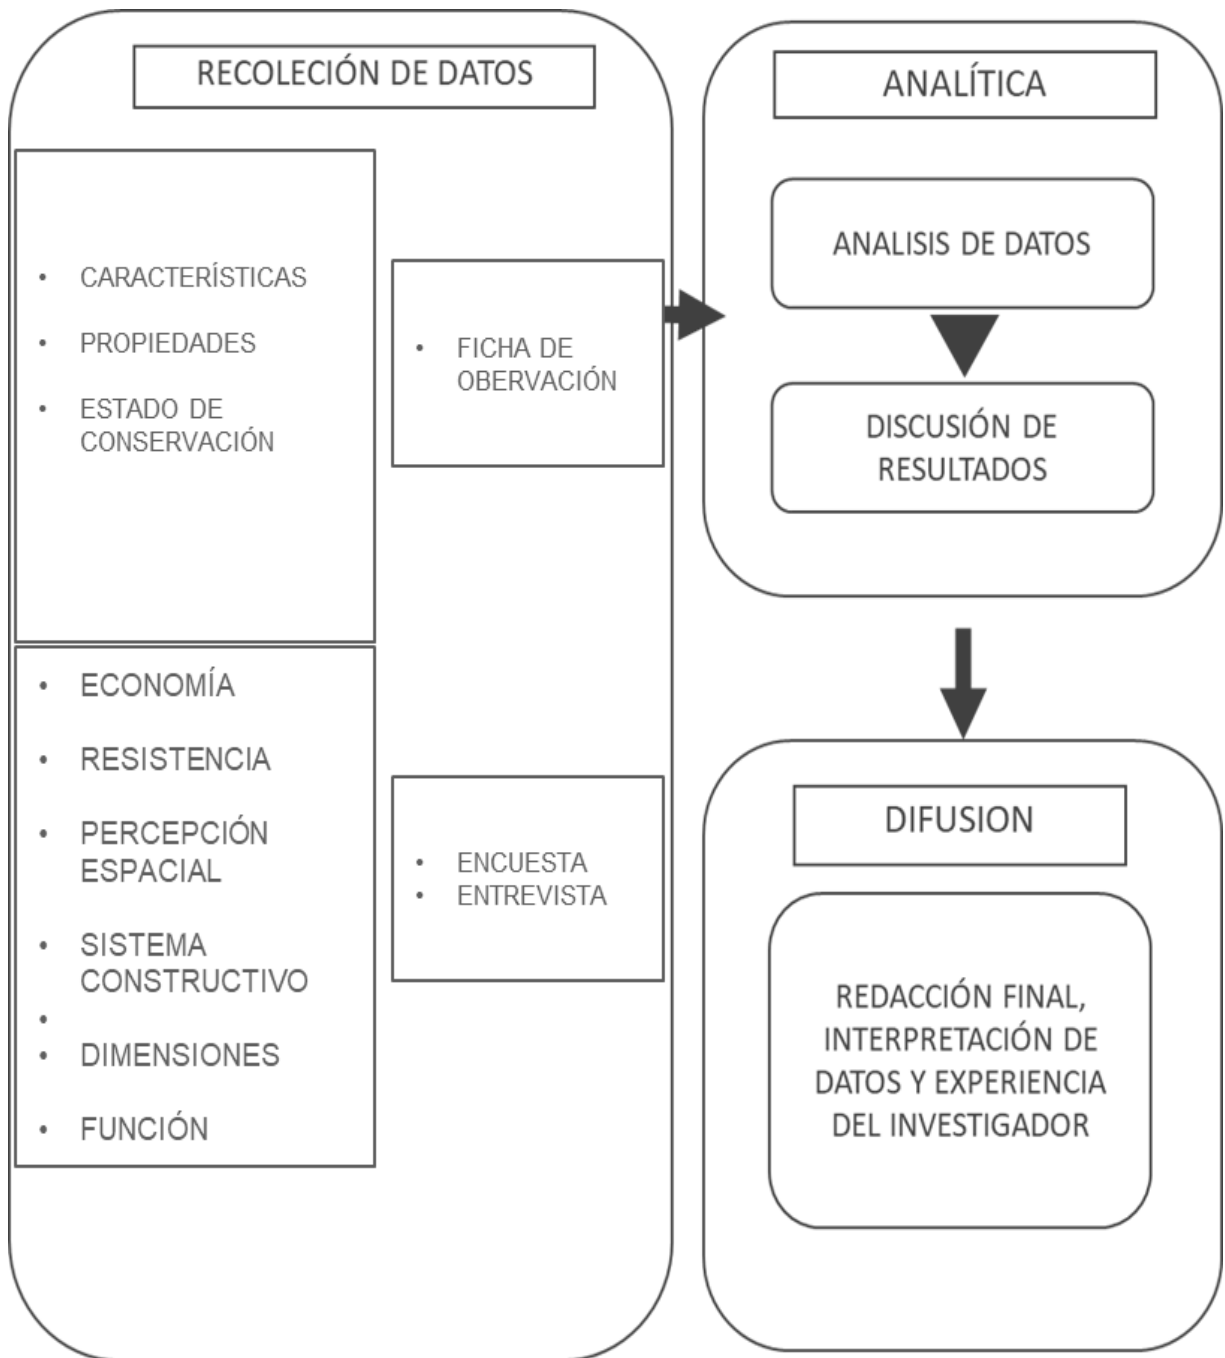 RECOLECIÓN DE DATOS
• CARACTERÍSTICAS
• PROPIEDADES
• ESTADO DE
CONSERVACIÓN
• FICHA DE
OBERVACIÓN
• ECONOMÍA
• RESISTENCIA
• PERCEPCIÓN
ESPACIAL
• SISTEMA
CONSTRUCTIVO
•
• DIMENSIONES
• FUNCIÓN
• ENCUESTA
• ENTREVISTA
ANALÍTICA
ANALISIS DE DATOS
DISCUSIÓN DE
RESULTADOS
DIFUSION
REDACCIÓN FINAL,
INTERPRETACIÓN DE
DATOS Y EXPERIENCIA
DEL INVESTIGADOR